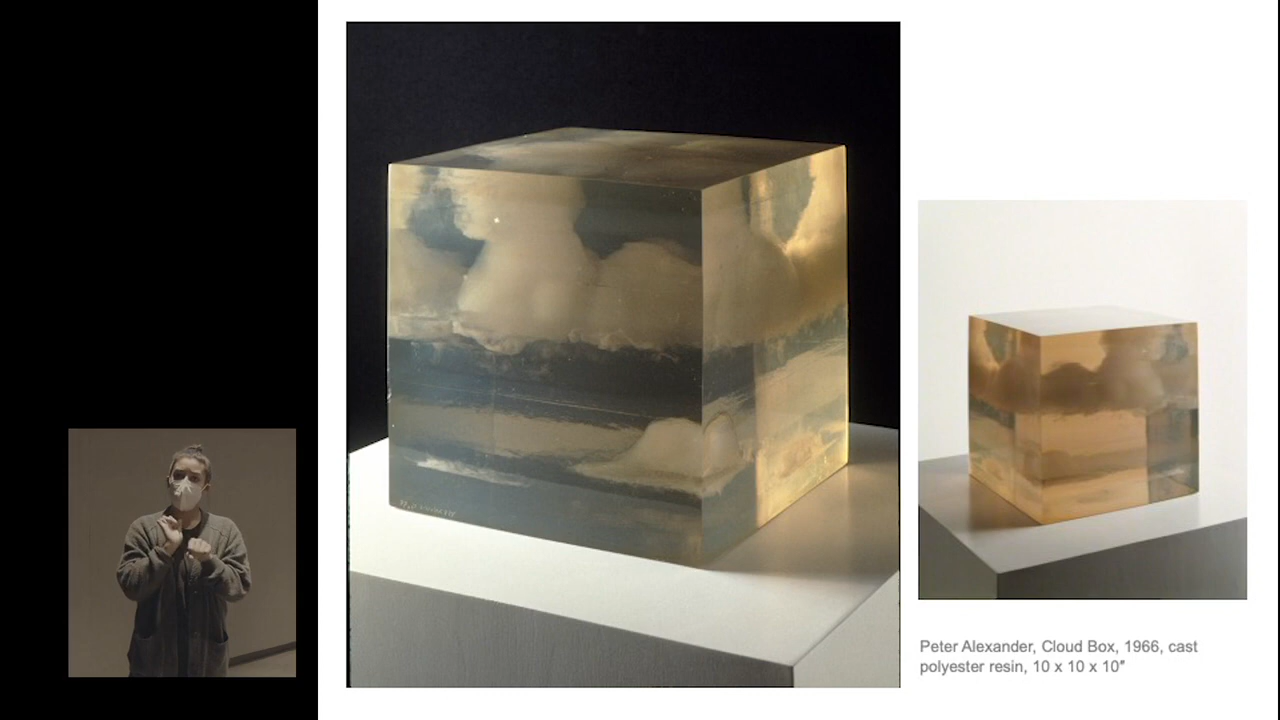 Peter Alexander, Cloud Box, 1966, cast
polyester resin, 10 x 10 x 10″